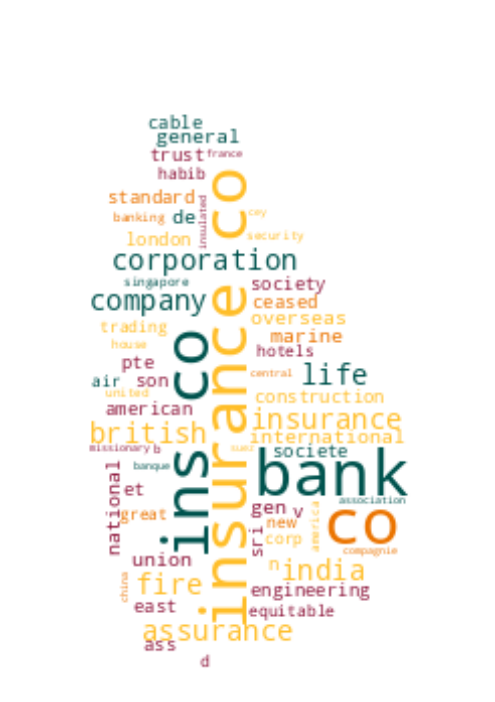 cable
general
trust france
habib
co
standard
insulated
banking de cey
london security
corporation
singapore society
company ceased
overseas
trading marine
house hotels
insurance co
ins co
pte central life
air son
united construction
american insurance
british international
missionary b suez societe
banque bank
national et association
great gen v america co
new
sri corp compagnie
union n india
china fire engineering
east equitable
assurance
ass
d